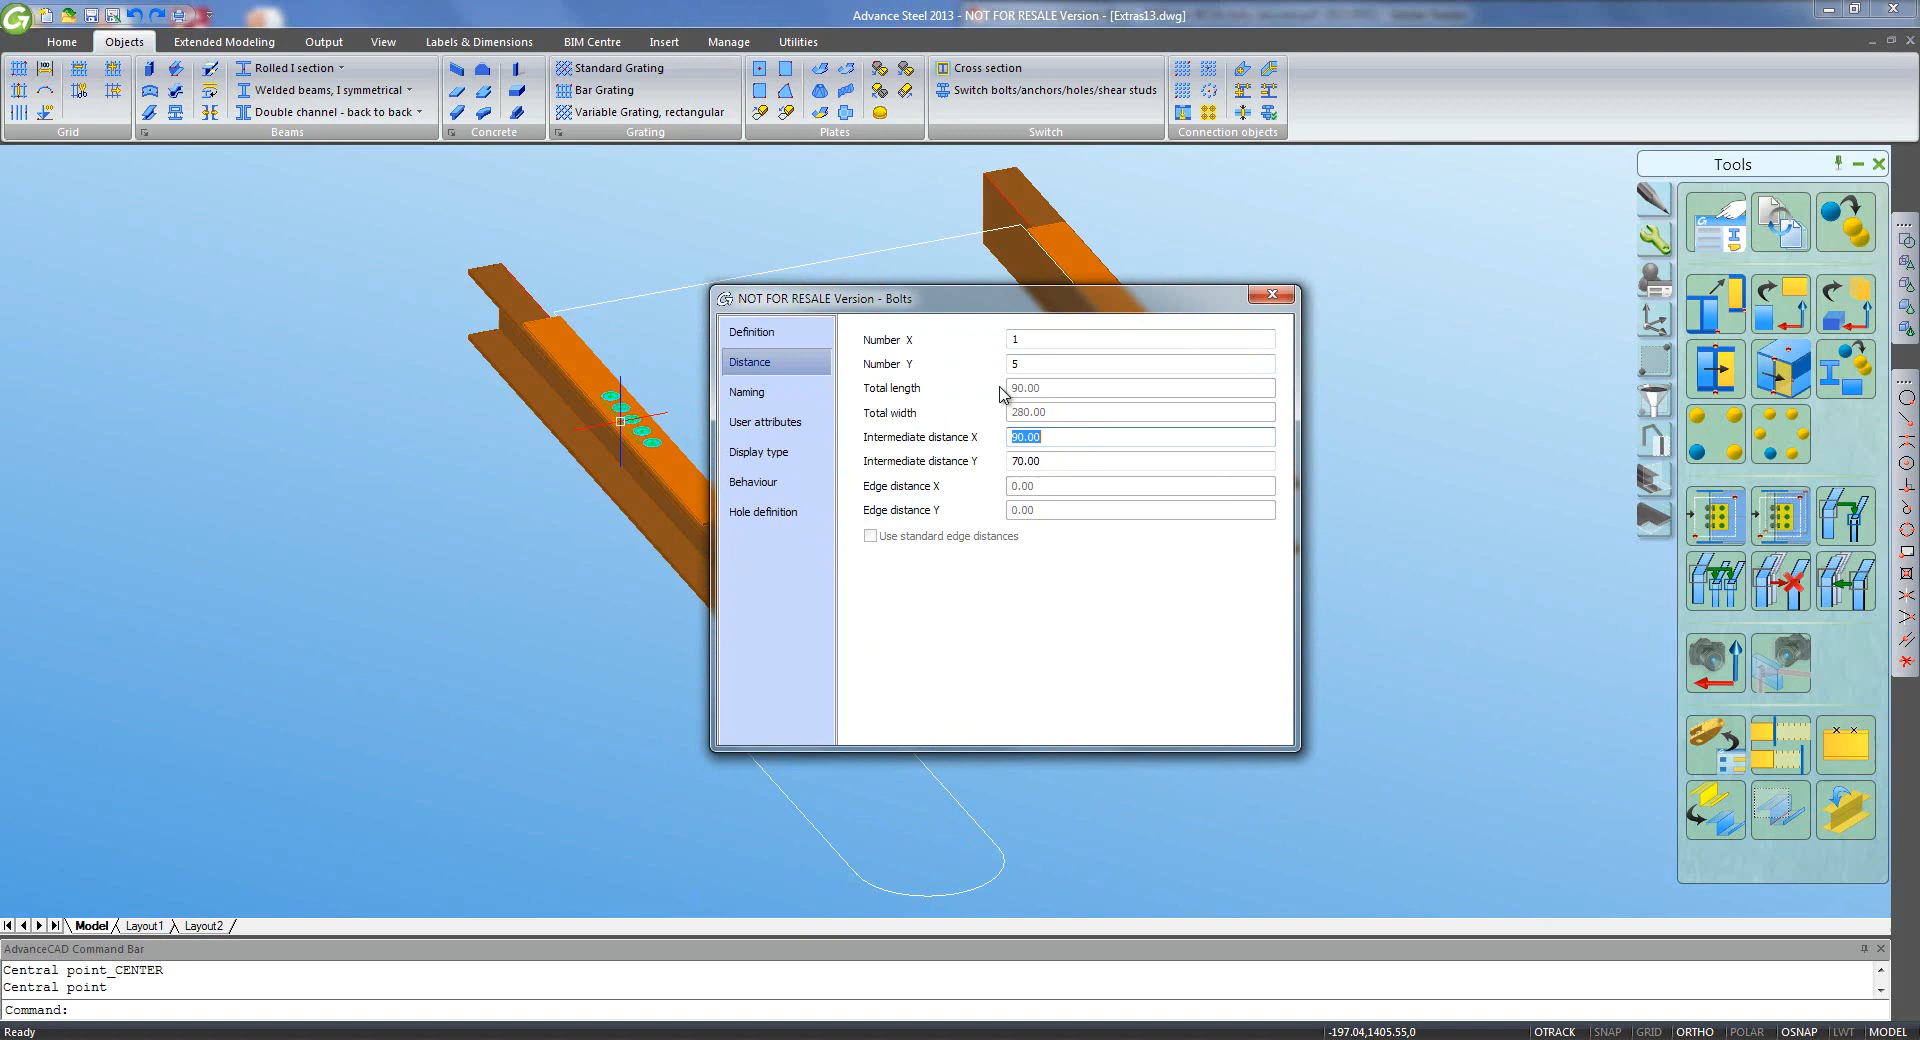 Advance Steel 2013 - NOT FOR RESALE Version - [Extras13.dwg]
Home Objects Extended Modeling Output View Labels & Dimensions BIM Centre Insert Manage Utilities
Rolled I section
Welded beams, I symmetrical
Double channel - back to back
Standard Grating
Bar Grating
Variable Grating, rectangular
Cross section
Switch bolts/anchors/holes/shear studs
Grid Beams Concrete Grating Plates Switch Connection objects
Tools
NOT FOR RESALE Version - Bolts
Definition
Distance
Naming
User attributes
Display type
Behaviour
Hole definition
Number X 1
Number Y 5
Total length 90.00
Total width 280.00
Intermediate distance X 90.00
Intermediate distance Y 70.00
Edge distance X 0.00
Edge distance Y 0.00
Use standard edge distances
Model Layout1 Layout2
AdvanceCAD Command Bar
Central point_CENTER
Central point
Command:
Ready -197.04,1405.55,0 OTRACK SNAP GRID ORTHO POLAR OSNAP LWT MODEL